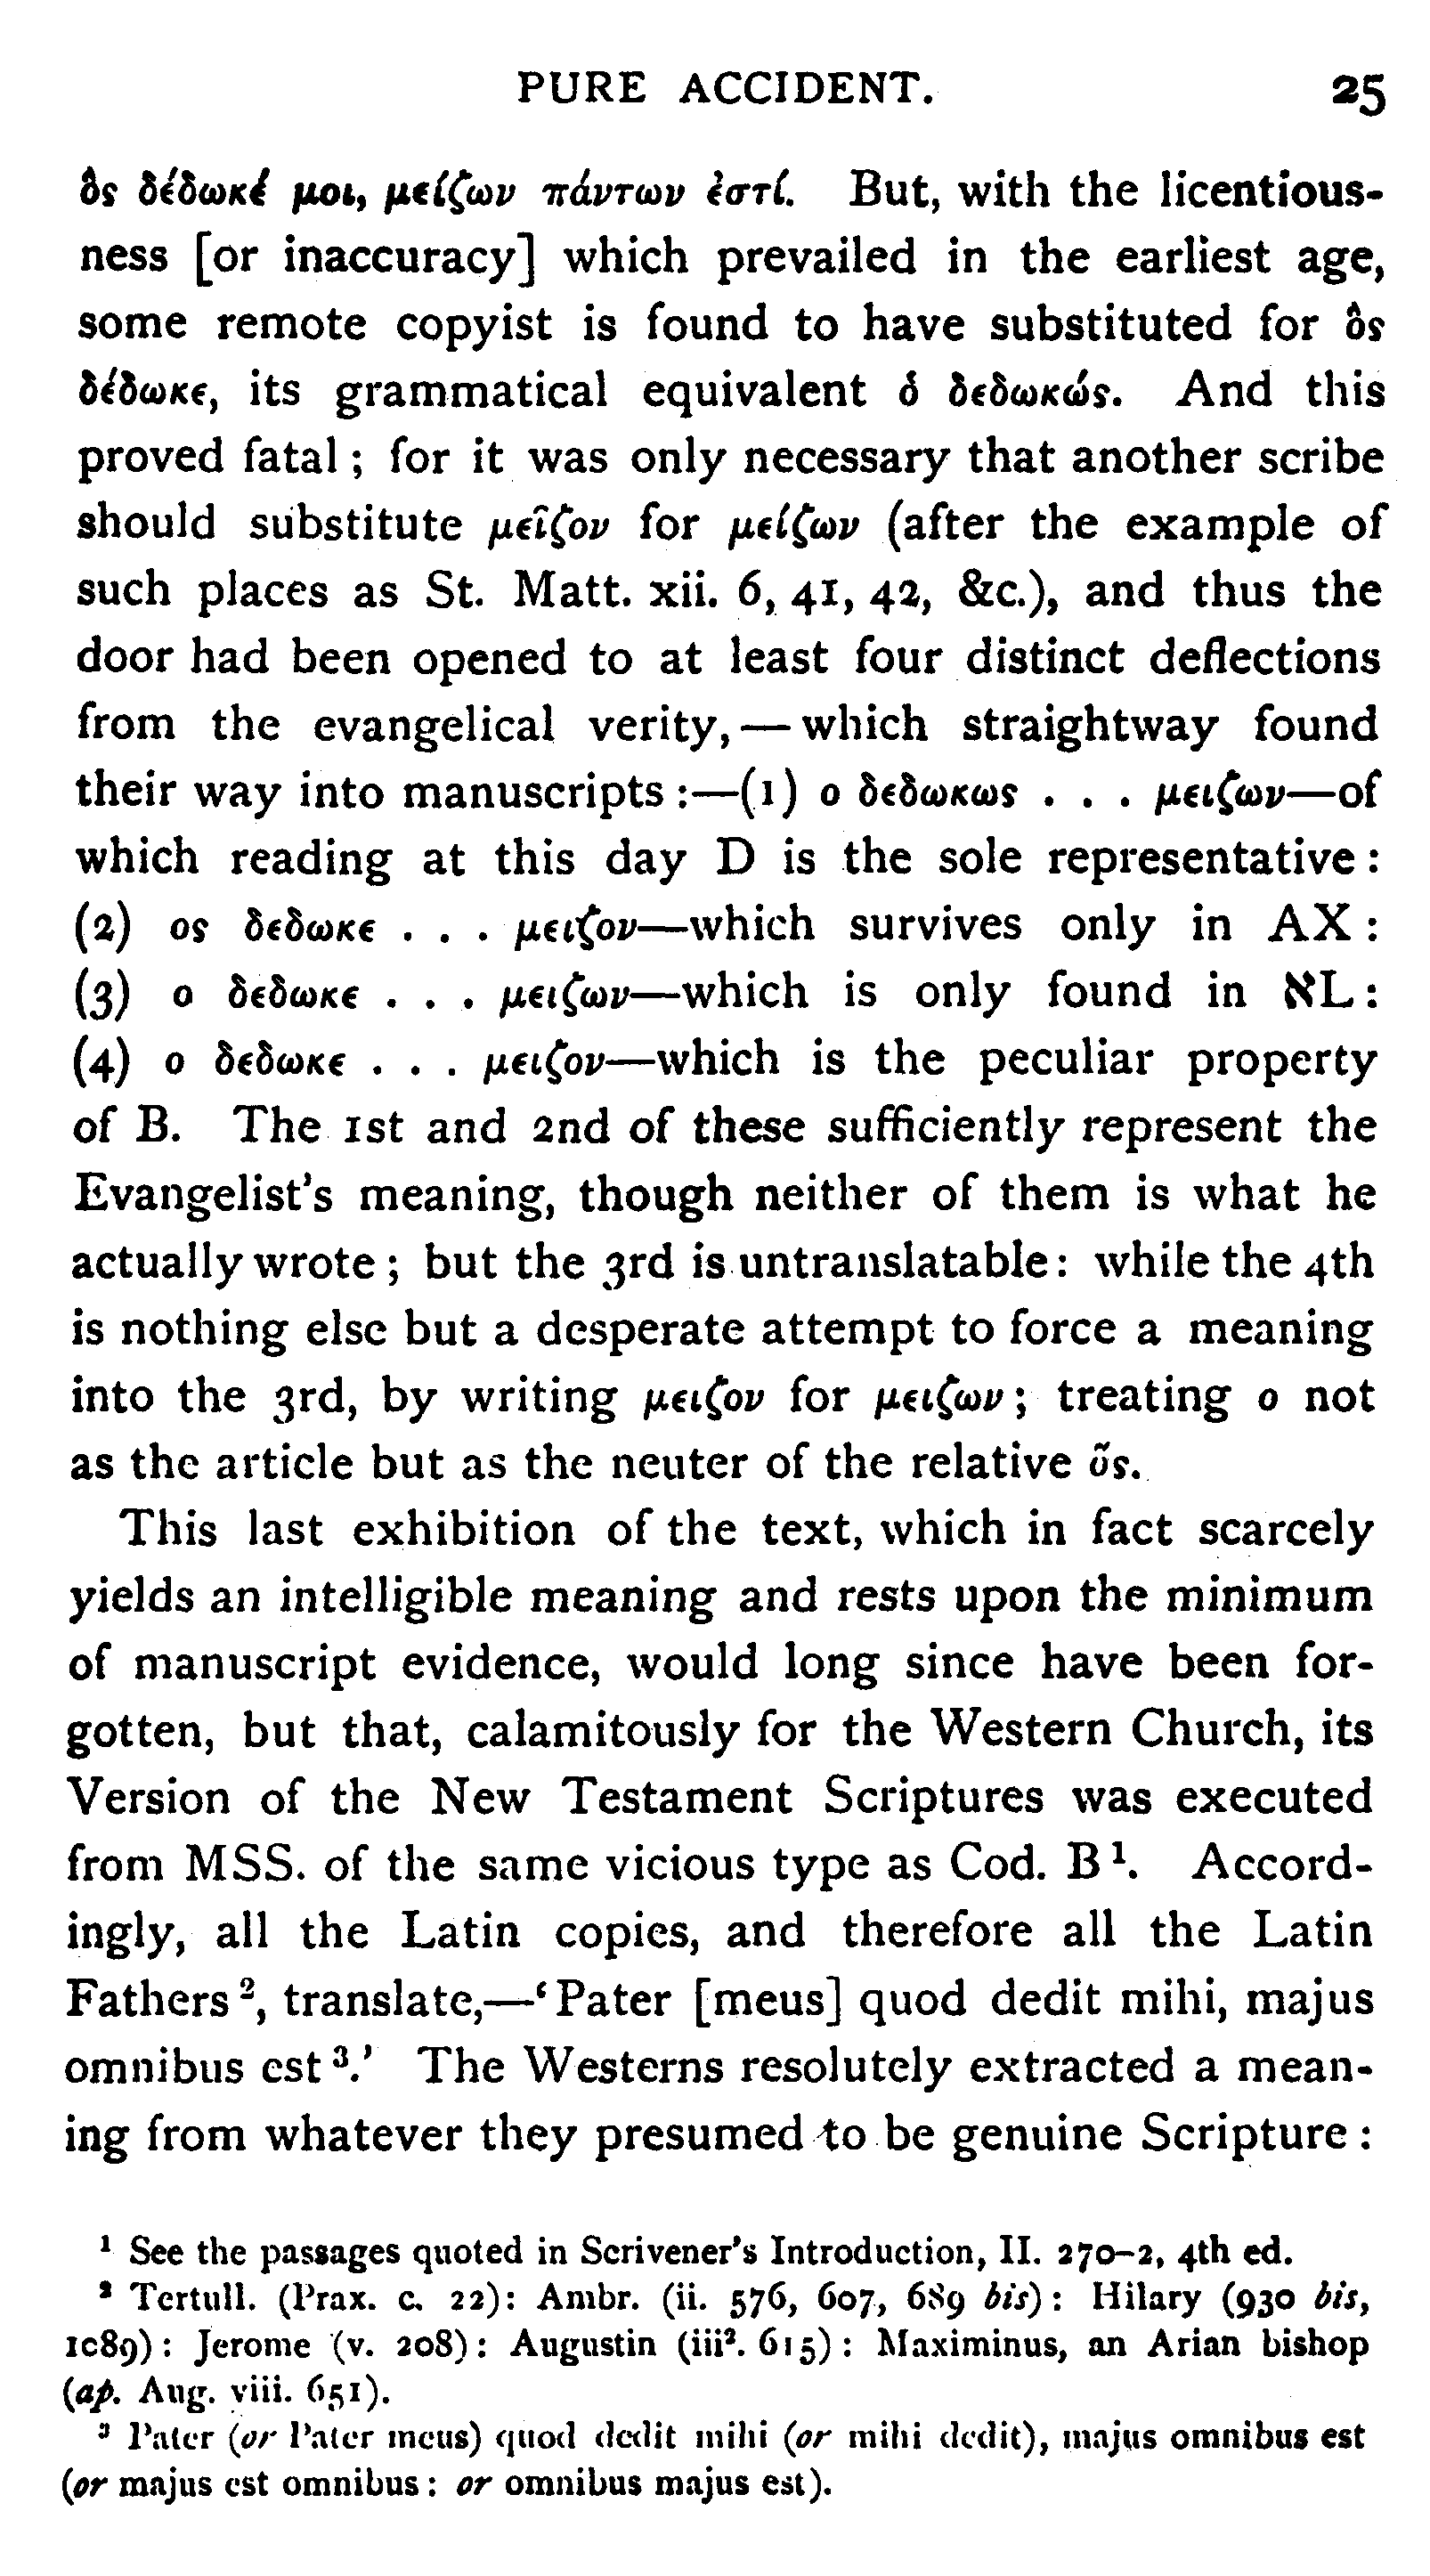 PURE ACCIDENT. 25
ὃς δέδωκέ μοι, μείζων πάντων ἐστί. But, with the licentious-
ness [or inaccuracy] which prevailed in the earliest age,
some remote copyist is found to have substituted for ὃς
δέδωκε, its grammatical equivalent ὁ δεδωκώς. And this
proved fatal; for it was only necessary that another scribe
should substitute μεῖζον for μείζων (after the example of
such places as St. Matt. xii. 6, 41, 42, &c.), and thus the
door had been opened to at least four distinct deflections
from the evangelical verity,—which straightway found
their way into manuscripts:—(1) ο δεδωκως . . . μειζων—of
which reading at this day D is the sole representative:
(2) ος δεδωκε . . . μειζον—which survives only in AX:
(3) ο δεδωκε . . . μειζων—which is only found in אL:
(4) ο δεδωκε . . . μειζον—which is the peculiar property
of B. The 1st and 2nd of these sufficiently represent the
Evangelist's meaning, though neither of them is what he
actually wrote; but the 3rd is untranslatable: while the 4th
is nothing else but a desperate attempt to force a meaning
into the 3rd, by writing μειζον for μειζων; treating ο not
as the article but as the neuter of the relative ὅς.
This last exhibition of the text, which in fact scarcely
yields an intelligible meaning and rests upon the minimum
of manuscript evidence, would long since have been for-
gotten, but that, calamitously for the Western Church, its
Version of the New Testament Scriptures was executed
from MSS. of the same vicious type as Cod. B¹. Accord-
ingly, all the Latin copies, and therefore all the Latin
Fathers², translate,—‘Pater [meus] quod dedit mihi, majus
omnibus est³.’ The Westerns resolutely extracted a mean-
ing from whatever they presumed to be genuine Scripture:
¹ See the passages quoted in Scrivener's Introduction, II. 270–2, 4th ed.
² Tertull. (Prax. c. 22): Ambr. (ii. 576, 607, 689 bis): Hilary (930 bis,
1089): Jerome (v. 208): Augustin (iii². 615): Maximinus, an Arian bishop
(ap. Aug. viii. 651).
³ Pater (or Pater meus) quod dedit mihi (or mihi dedit), majus omnibus est
(or majus est omnibus: or omnibus majus est).